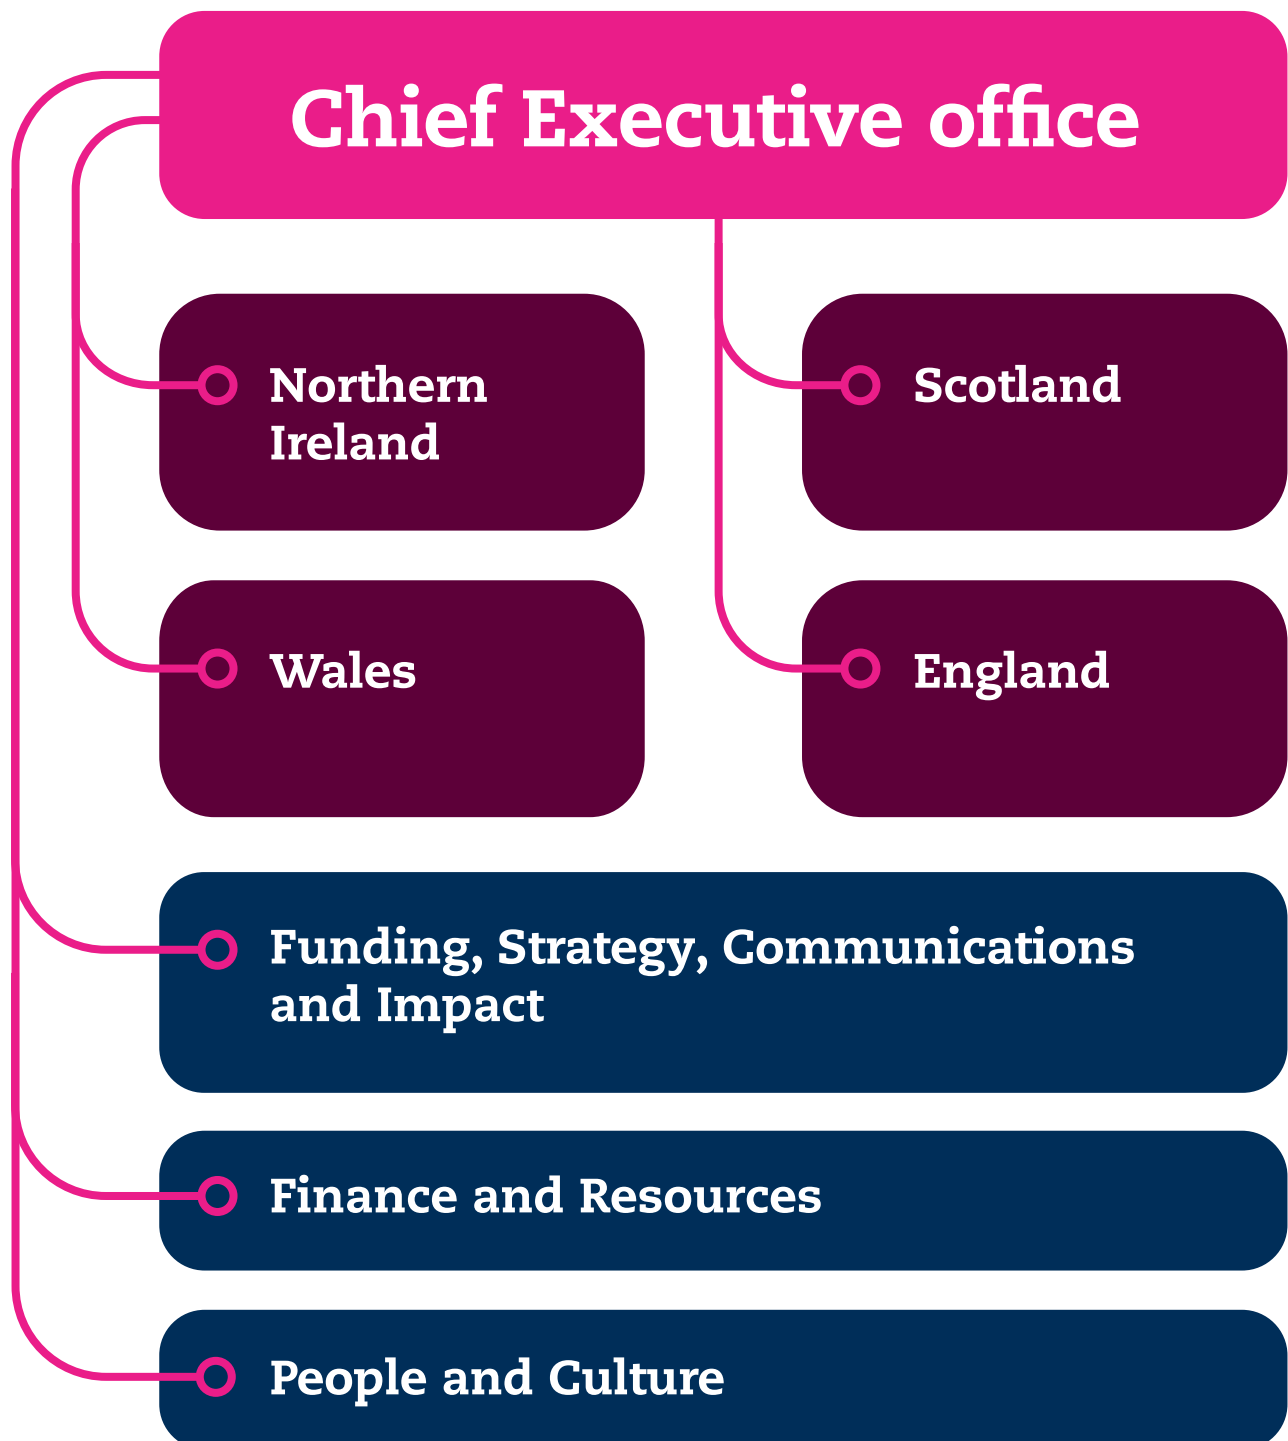 Chief Executive office
Northern
Ireland
Scotland
Wales
England
Funding, Strategy, Communications
and Impact
Finance and Resources
People and Culture